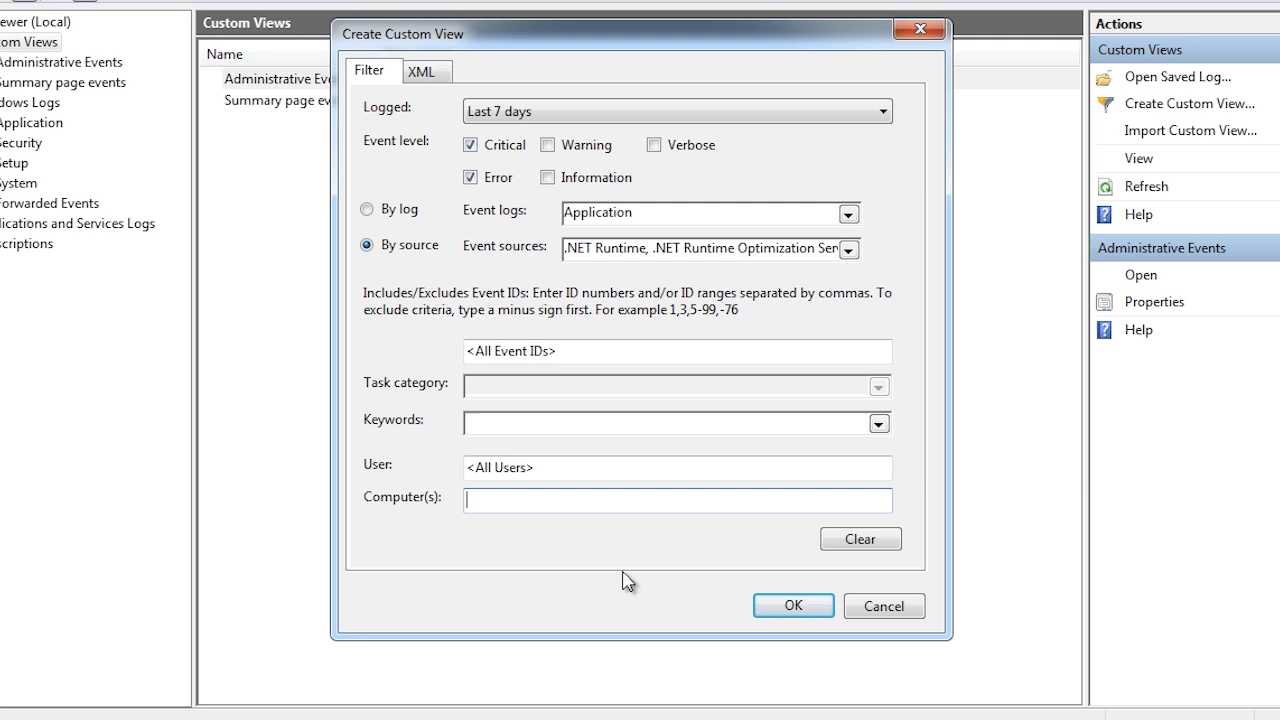 ewer (Local)
om Views
Administrative Events
Summary page events
dows Logs
Application
Security
Setup
System
Forwarded Events
lications and Services Logs
scriptions
Custom Views
Name
Administrative Eve
Summary page ev
Create Custom View
Filter
XML
Logged:
Last 7 days
Event level:
Critical
Warning
Verbose
Error
Information
By log
Event logs:
Application
By source
Event sources:
.NET Runtime, .NET Runtime Optimization Ser
Includes/Excludes Event IDs: Enter ID numbers and/or ID ranges separated by commas. To
exclude criteria, type a minus sign first. For example 1,3,5-99,-76
<All Event IDs>
Task category:
Keywords:
User:
<All Users>
Computer(s):
Clear
OK
Cancel
Actions
Custom Views
Open Saved Log...
Create Custom View...
Import Custom View...
View
Refresh
Help
Administrative Events
Open
Properties
Help